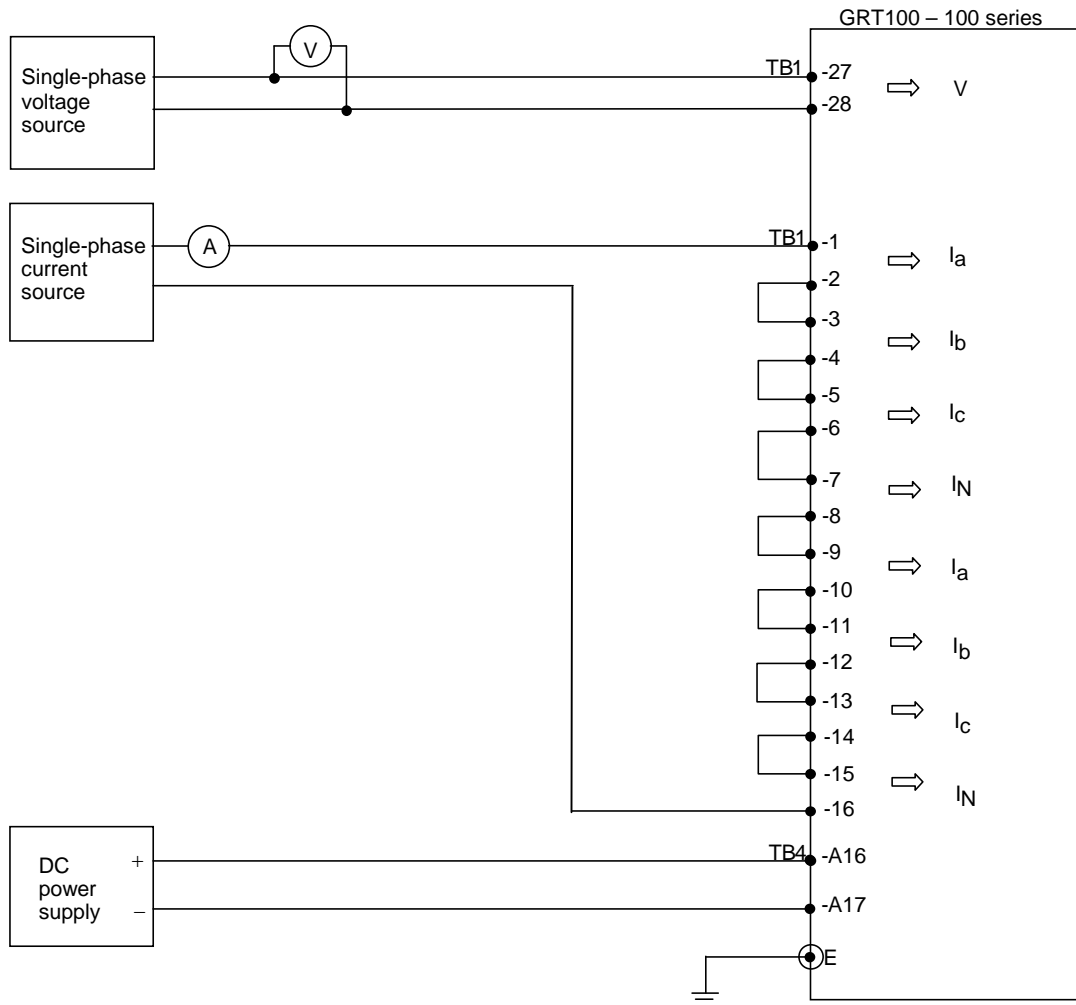 GRT100 – 100 series
Single-phase
voltage
source
V
TB1
-27
-28
V
Single-phase
current
source
A
TB1
-1
Ia
-2
-3
Ib
-4
-5
Ic
-6
-7
IN
-8
-9
Ia
-10
-11
Ib
-12
-13
Ic
-14
-15
IN
-16
DC
power
supply
+
−
TB4
-A16
-A17
E